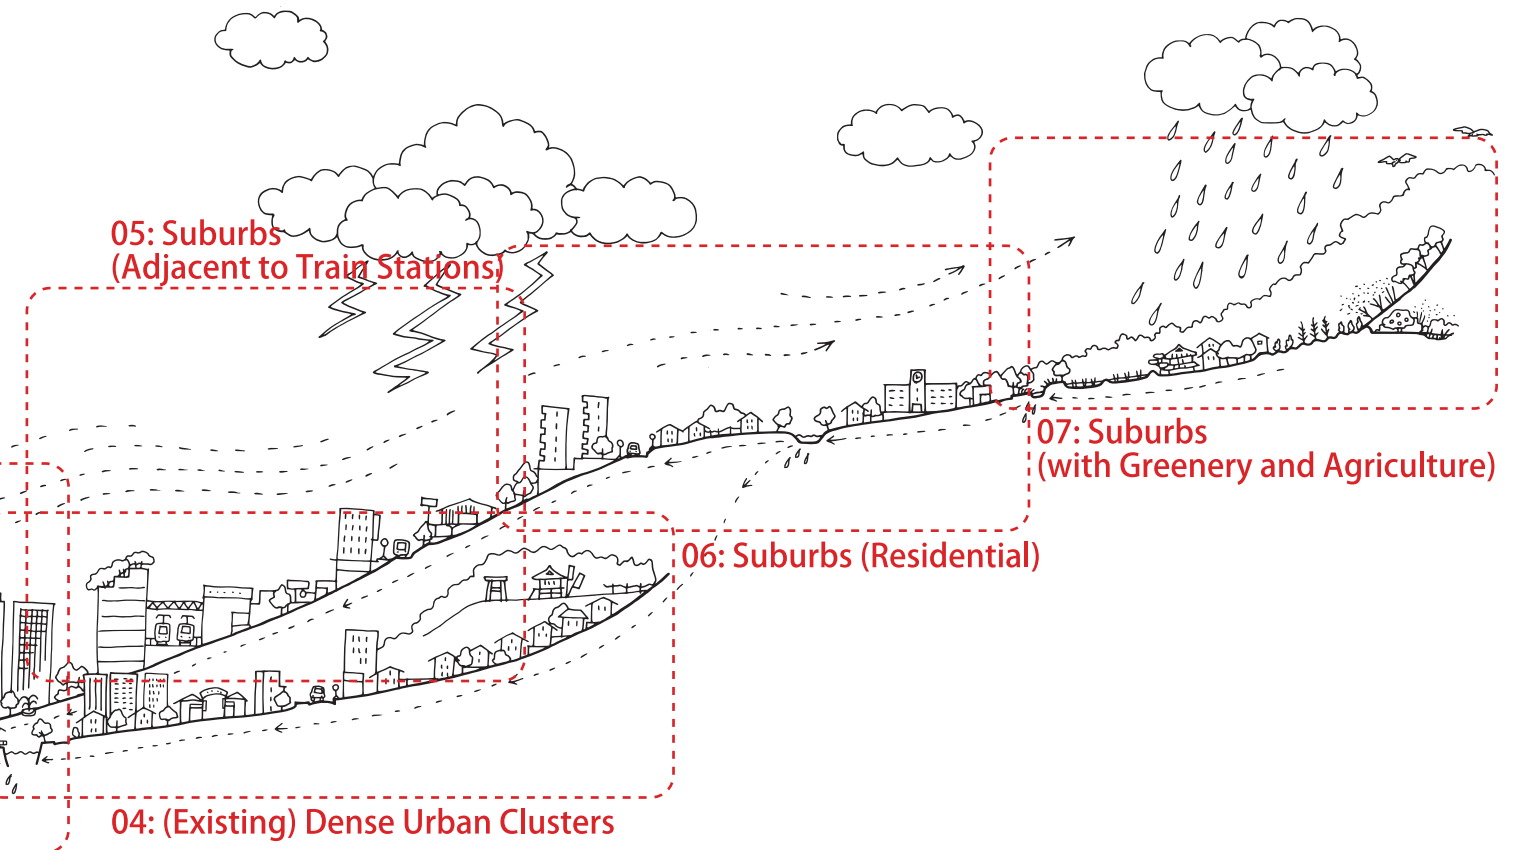 05: Suburbs
(Adjacent to Train Stations)
07: Suburbs
(with Greenery and Agriculture)
06: Suburbs (Residential)
04: (Existing) Dense Urban Clusters